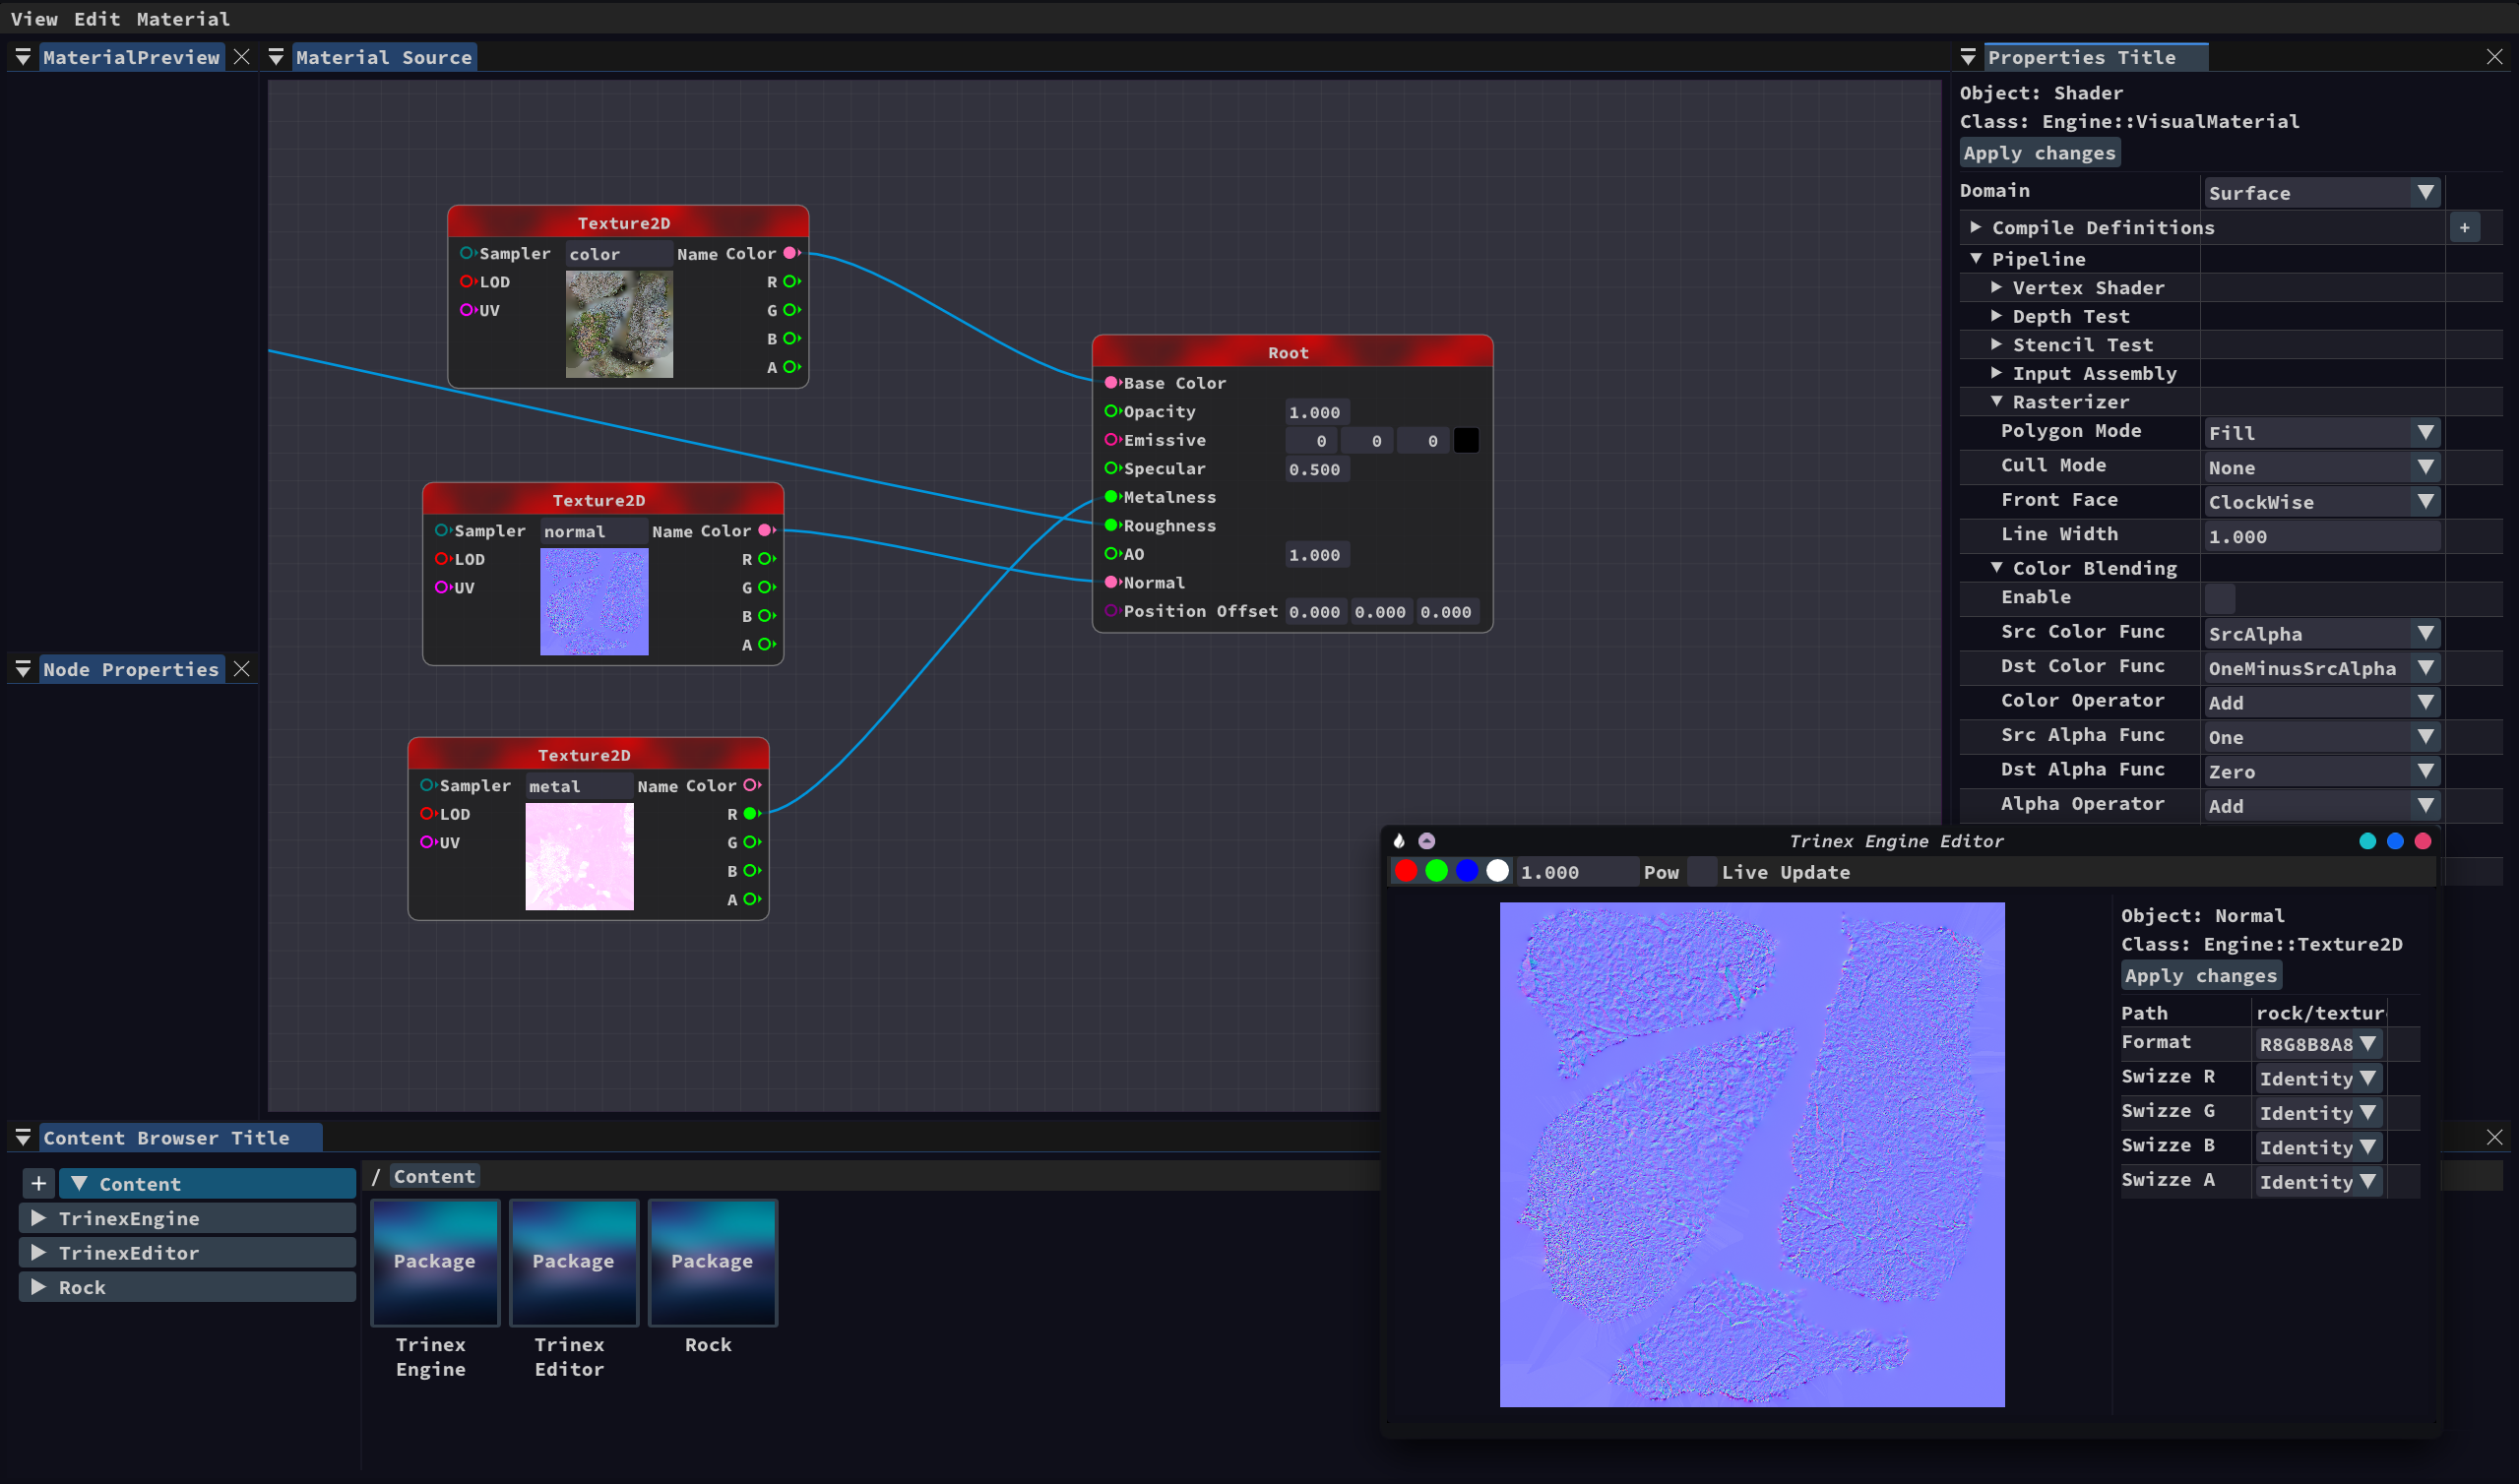 View Edit Material
MaterialPreview
Material Source
Texture2D
Sampler color Name Color
LOD R
UV G
B
A
Texture2D
Sampler normal Name Color
LOD R
UV G
B
A
Texture2D
Sampler metal Name Color
LOD R
UV G
B
A
Root
Base Color
Opacity 1.000
Emissive 0 0 0
Specular 0.500
Metalness
Roughness
AO 1.000
Normal
Position Offset 0.000 0.000 0.000
Node Properties
Properties Title
Object: Shader
Class: Engine::VisualMaterial
Apply changes
Domain Surface
Compile Definitions +
Pipeline
Vertex Shader
Depth Test
Stencil Test
Input Assembly
Rasterizer
Polygon Mode Fill
Cull Mode None
Front Face ClockWise
Line Width 1.000
Color Blending
Enable
Src Color Func SrcAlpha
Dst Color Func OneMinusSrcAlpha
Color Operator Add
Src Alpha Func One
Dst Alpha Func Zero
Alpha Operator Add
Trinex Engine Editor
1.000 Pow Live Update
Object: Normal
Class: Engine::Texture2D
Apply changes
Path rock/textur
Format R8G8B8A8
Swizze R Identity
Swizze G Identity
Swizze B Identity
Swizze A Identity
Content Browser Title
+ Content
TrinexEngine
TrinexEditor
Rock
/ Content
Package Package Package
Trinex Engine
Trinex Editor
Rock